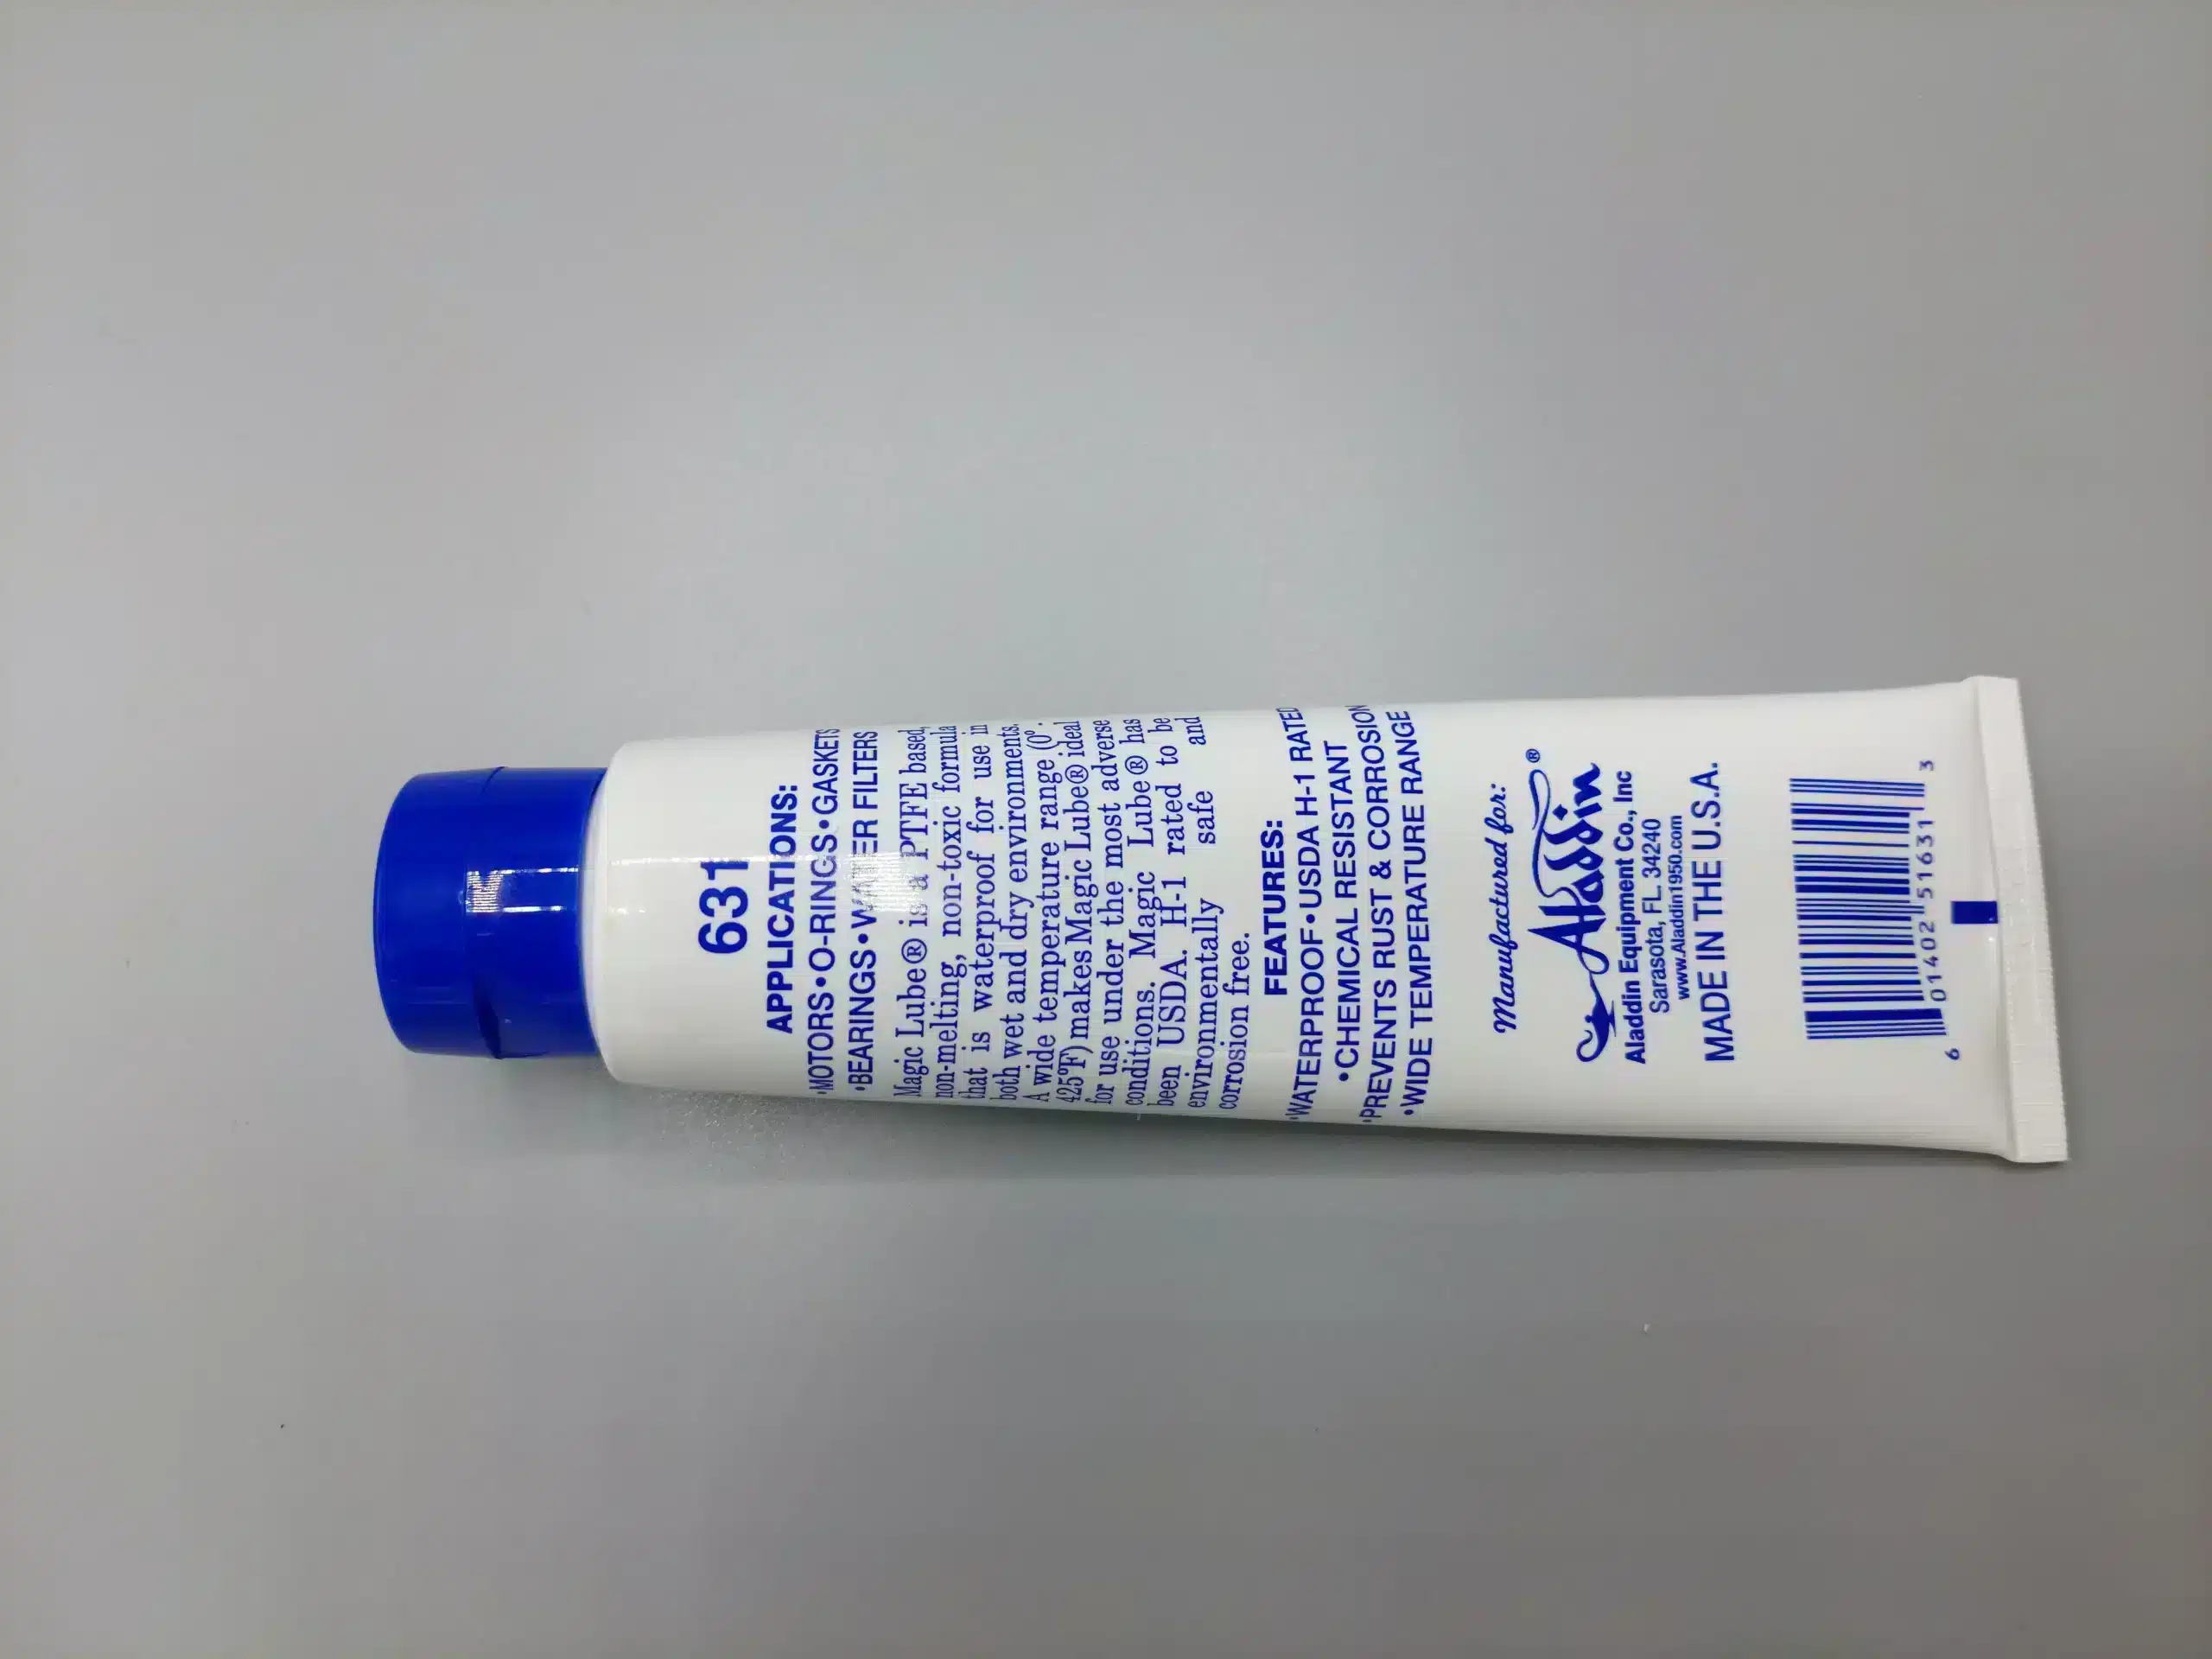 631
APPLICATIONS:
•MOTORS•O-RINGS•GASKETS
•BEARINGS•WATER FILTERS
Magic Lube® is a PTFE based,
non-melting, non-toxic formula
that is waterproof for use in
both wet and dry environments.
A wide temperature range (0°.
425°F) makes Magic Lube® ideal
for use under the most adverse
conditions. Magic Lube® has
been USDA. H-1 rated to be
environmentally safe and
corrosion free.
FEATURES:
•WATERPROOF•USDA H-1 RATED
•CHEMICAL RESISTANT
•PREVENTS RUST & CORROSION
•WIDE TEMPERATURE RANGE
Manufactured for:
Aladdin®
Aladdin Equipment Co., Inc
Sarasota, FL. 34240
www.Aladdin1950.com
MADE IN THE U.S.A.
6 01402 51631 3